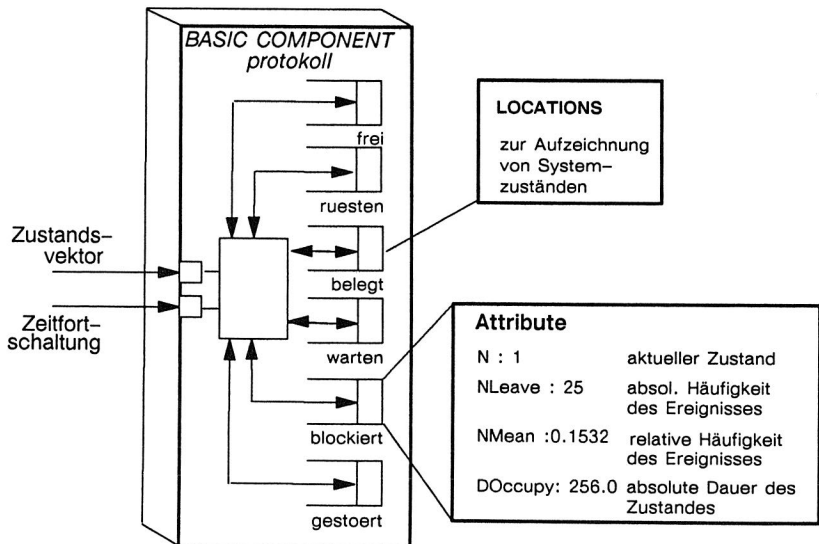 BASIC COMPONENT
protokoll
frei
ruesten
belegt
warten
blockiert
gestoert
Zustands–
vektor
Zeitfort–
schaltung
LOCATIONS
zur Aufzeichnung
von System–
zuständen
Attribute
N : 1 aktueller Zustand
NLeave : 25 absol. Häufigkeit
des Ereignisses
NMean :0.1532 relative Häufigkeit
des Ereignisses
DOccupy: 256.0 absolute Dauer des
Zustandes